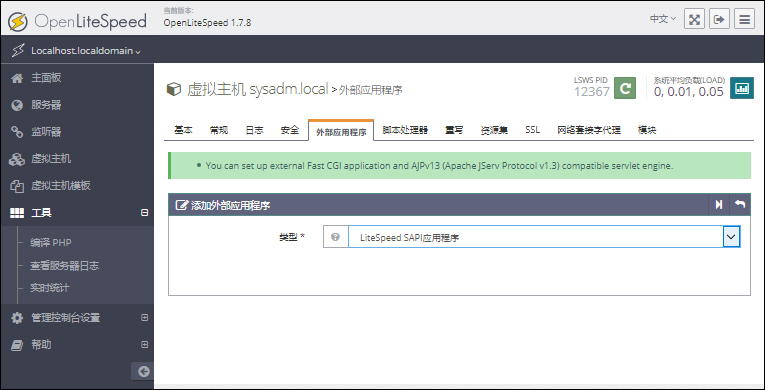 OpenLiteSpeed
当前版本:
OpenLiteSpeed 1.7.8
中文
Localhost.localdomain
主面板
服务器
监听器
虚拟主机
虚拟主机模板
工具
编译 PHP
查看服务器日志
实时统计
管理控制台设置
帮助
虚拟主机 sysadm.local > 外部应用程序
LSWS PID
12367
系统平均负载(LOAD)
0, 0.01, 0.05
基本 常规 日志 安全 外部应用程序 脚本处理器 重写 资源集 SSL 网络套接字代理 模块
You can set up external Fast CGI application and AJPv13 (Apache JServ Protocol v1.3) compatible servlet engine.
添加外部应用程序
类型 * LiteSpeed SAPI应用程序